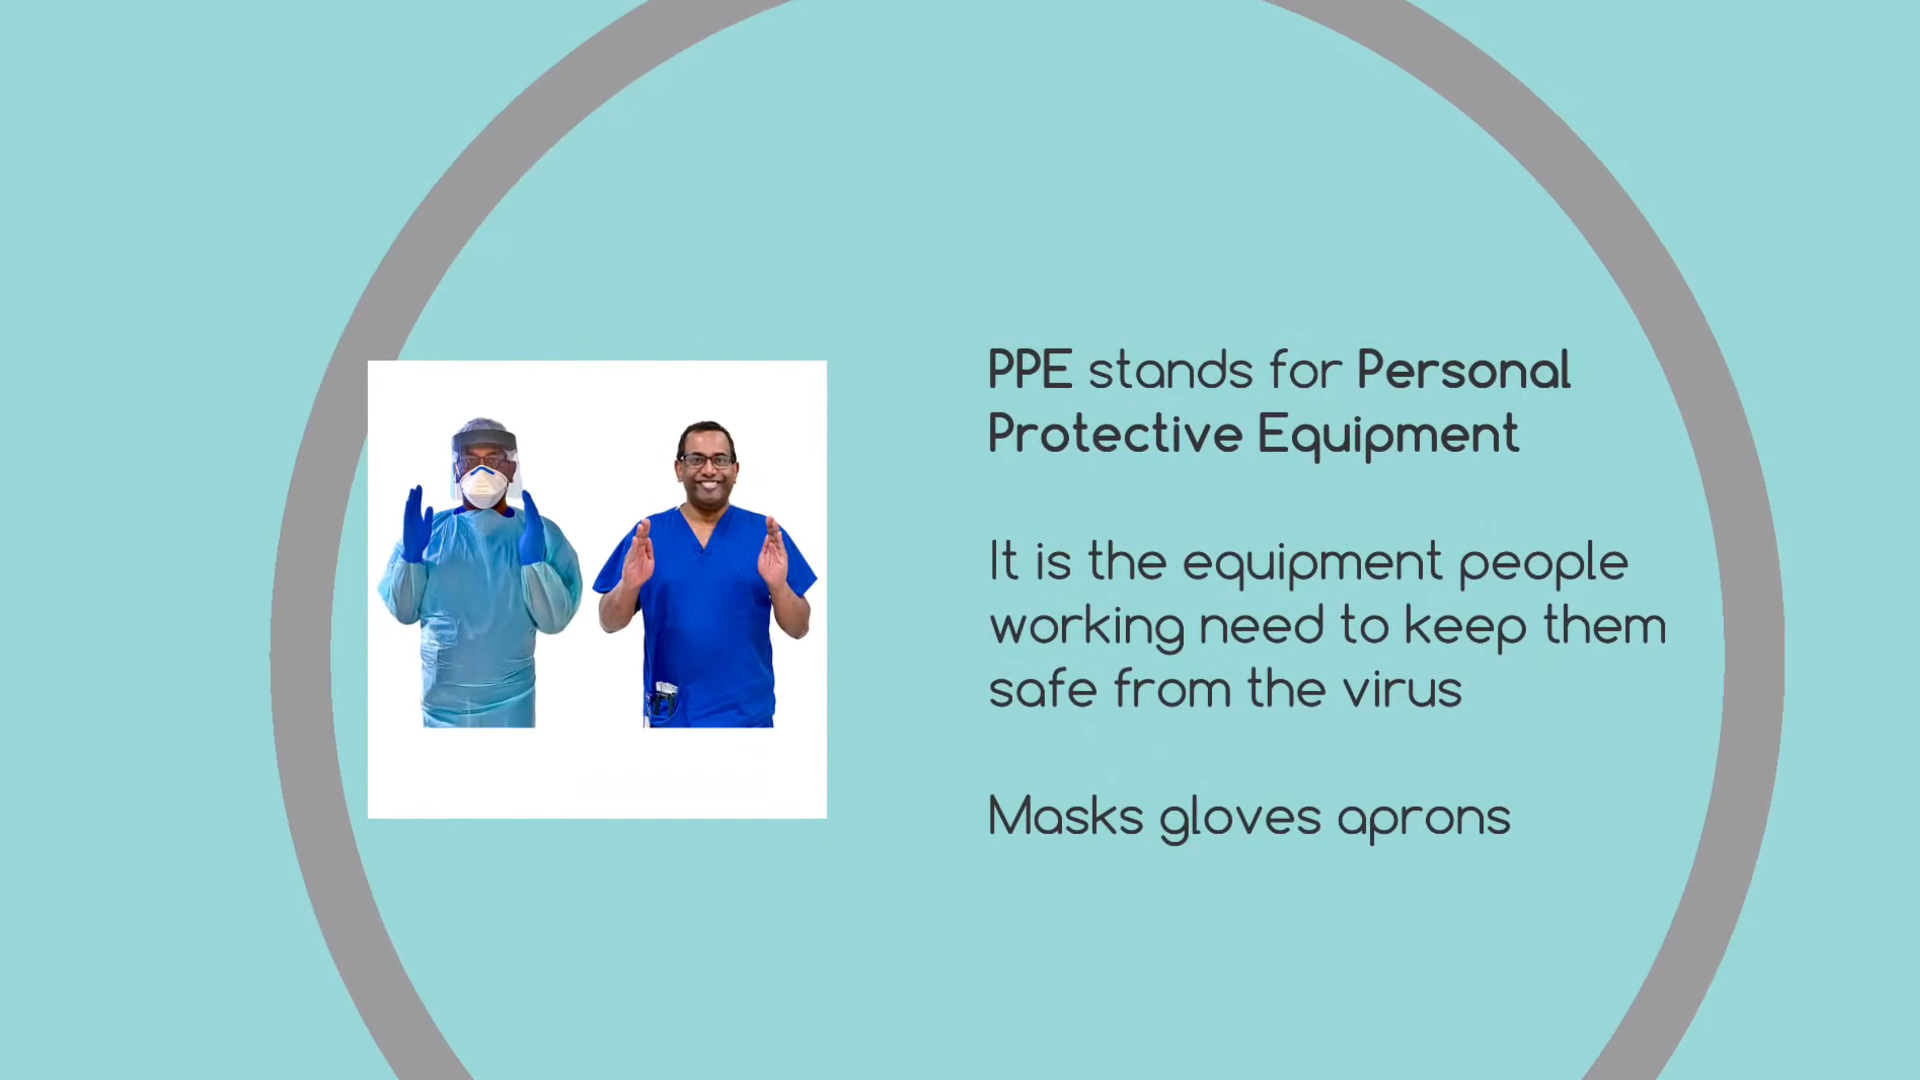 PPE stands for Personal
Protective Equipment
It is the equipment people
working need to keep them
safe from the virus
Masks gloves aprons